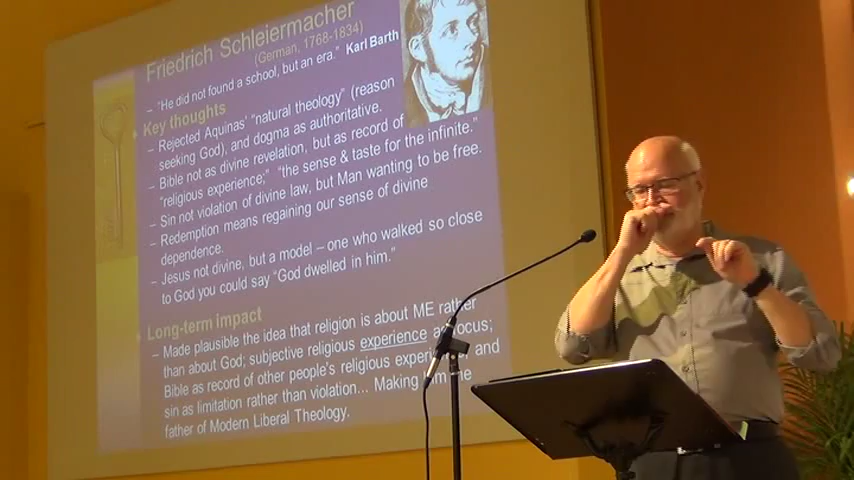 Friedrich Schleiermacher
(German, 1768-1834)
– "He did not found a school, but an era." Karl Barth
Key thoughts
– Rejected Aquinas' "natural theology" (reason
seeking God), and dogma as authoritative.
– Bible not as divine revelation, but as record of
"religious experience;" "the sense & taste for the infinite."
– Sin not violation of divine law, but Man wanting to be free.
– Redemption means regaining our sense of divine
dependence.
– Jesus not divine, but a model – one who walked so close
to God you could say "God dwelled in him."
Long-term impact
– Made plausible the idea that religion is about ME rather
than about God; subjective religious experience as focus;
Bible as record of other people's religious and
sin as limitation rather than violation... Making the
father of Modern Liberal Theology.